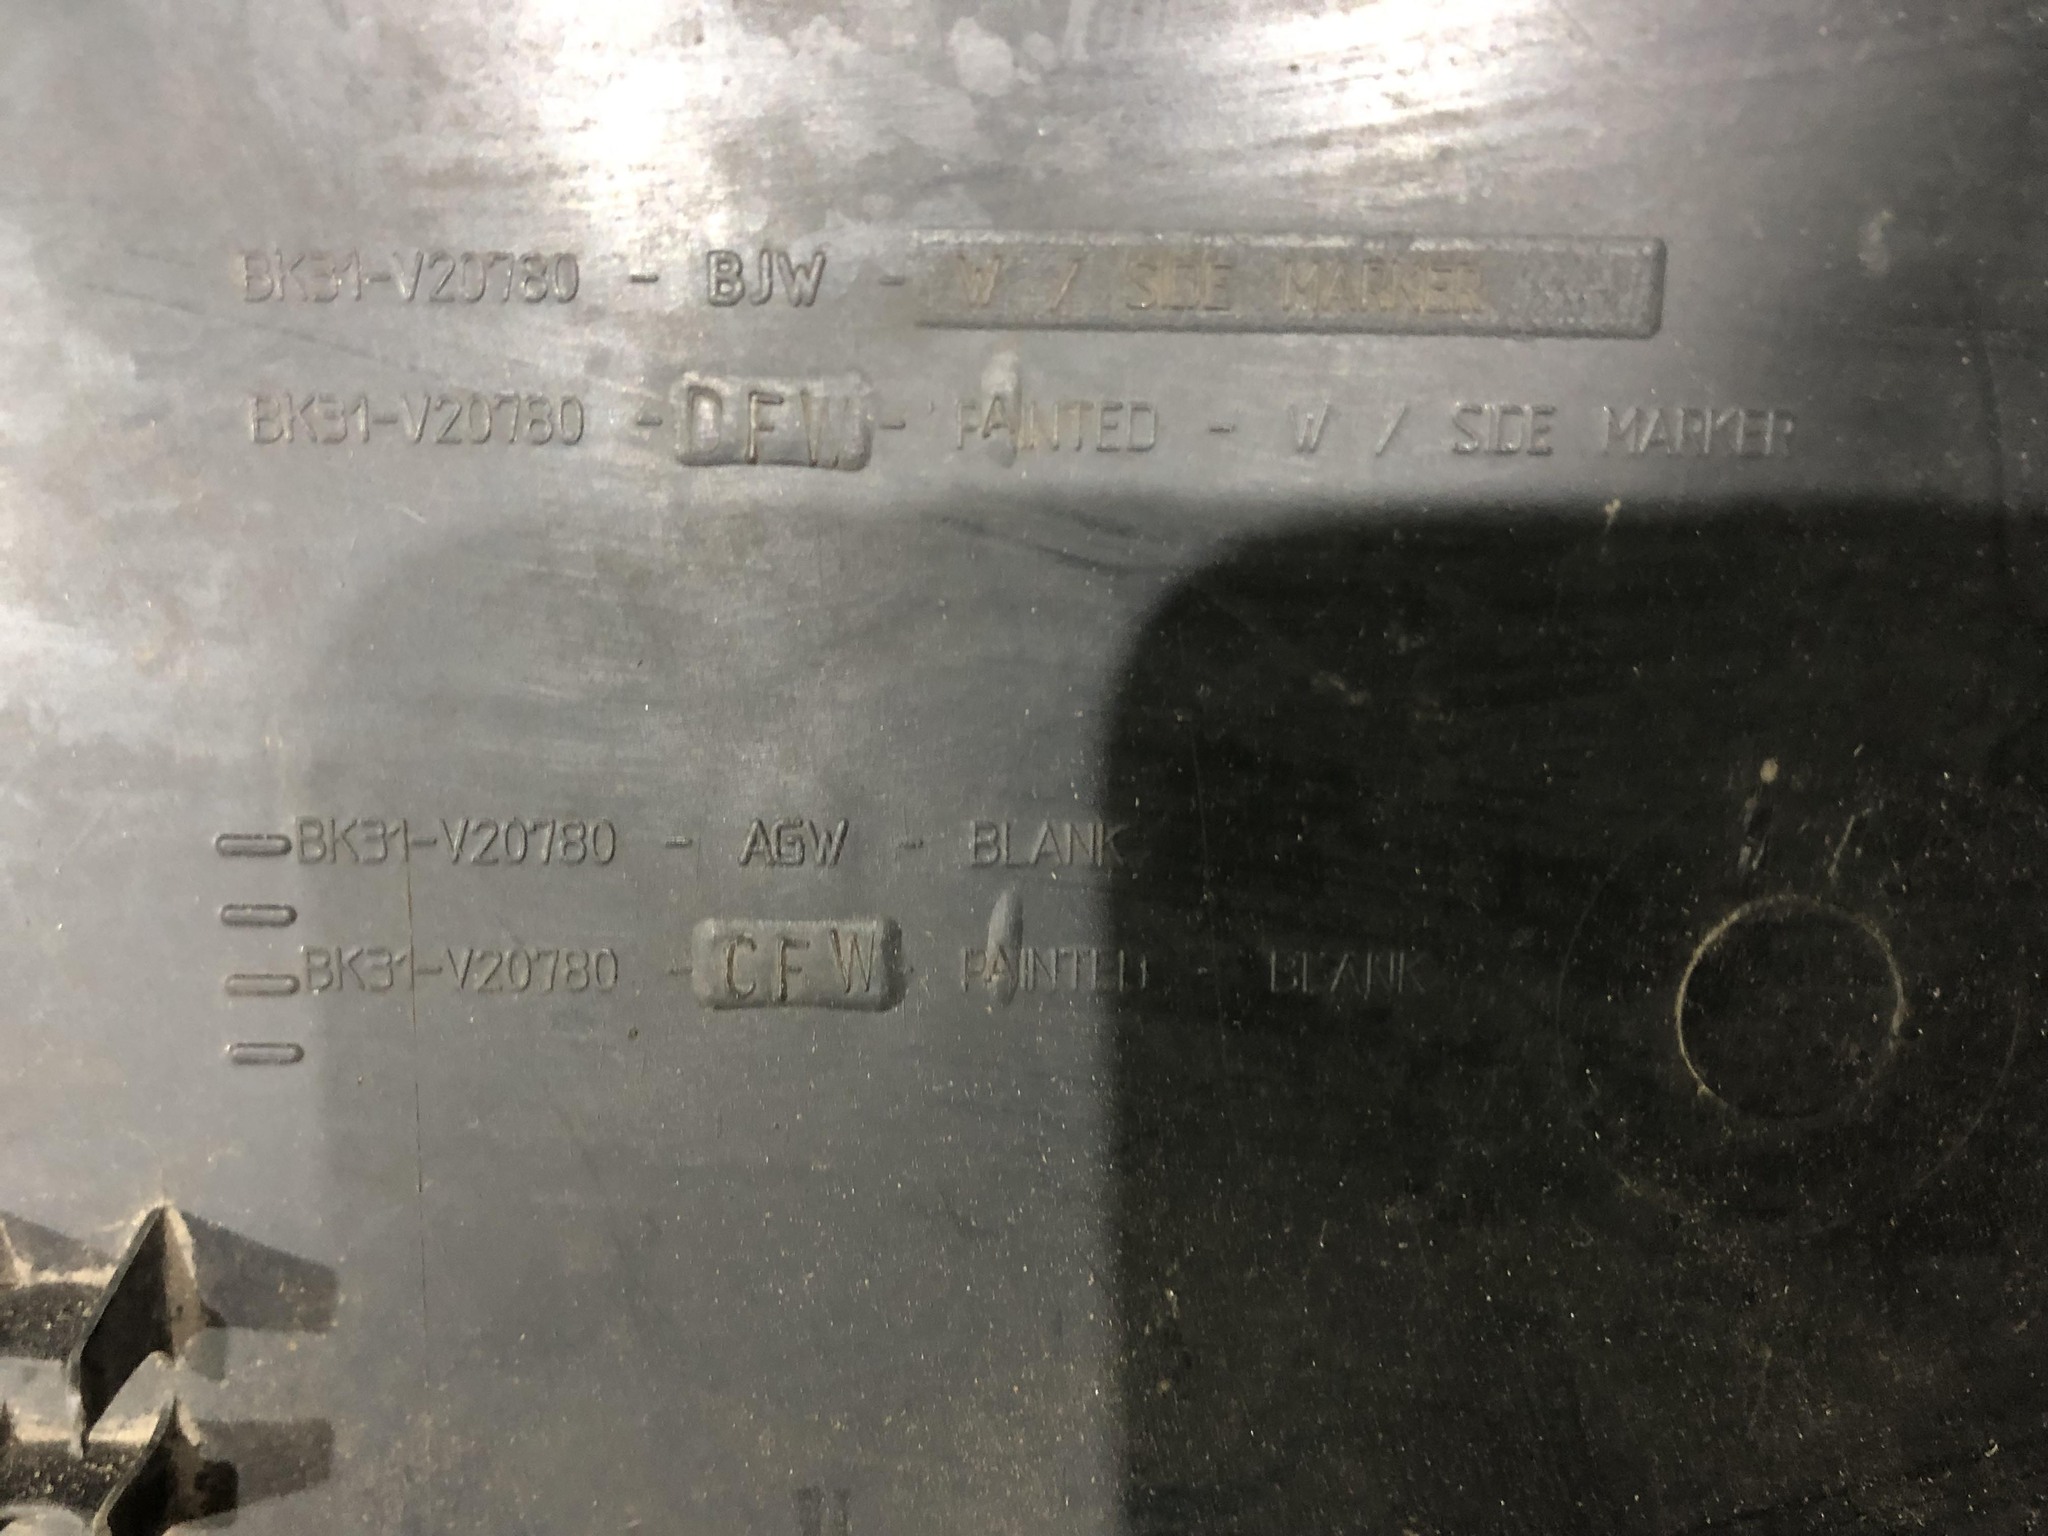 BK31-V20780 - BJW - W / SIDE MARKER
BK31-V20780 - DFW - PAINTED - W / SIDE MARKER
BK31-V20780 - AGW - BLANK
BK31-V20780 - CFW - PAINTED - BLANK